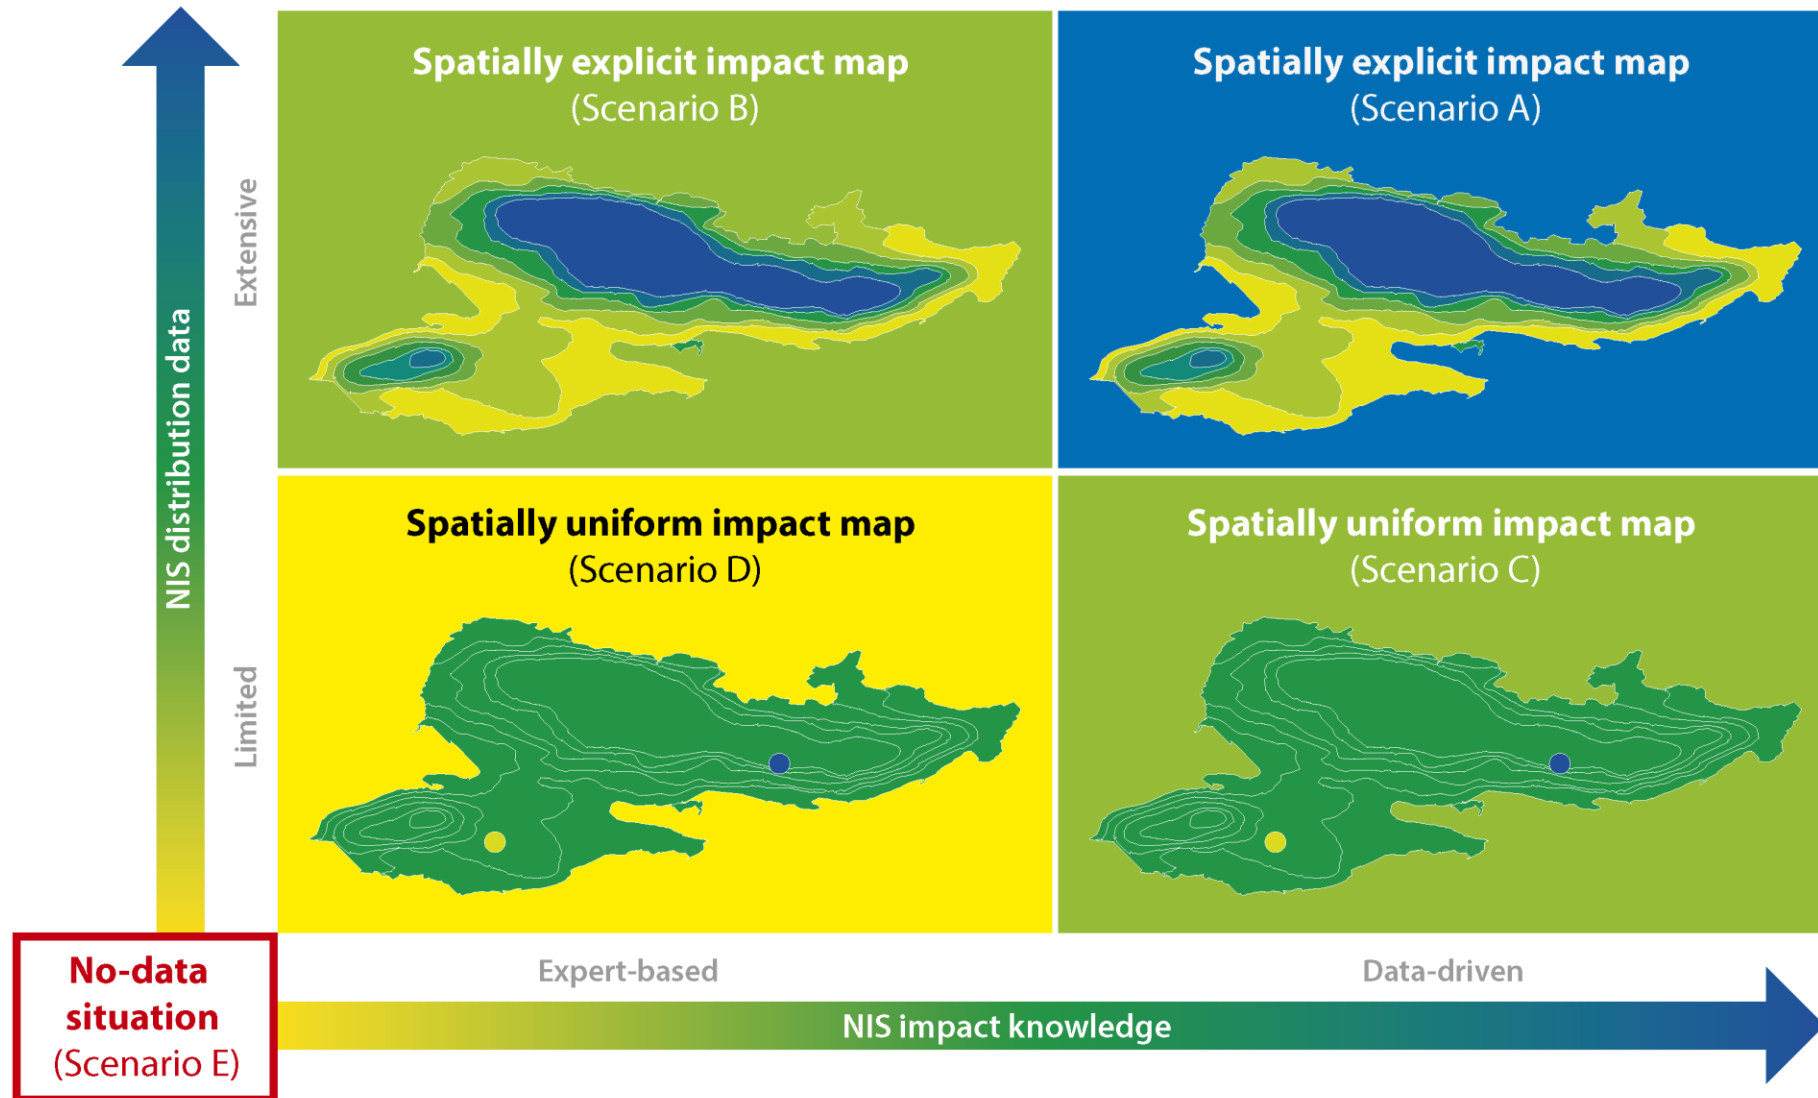 Spatially explicit impact map
(Scenario B)
Spatially explicit impact map
(Scenario A)
Extensive
NIS distribution data
Limited
Spatially uniform impact map
(Scenario D)
Spatially uniform impact map
(Scenario C)
No-data
situation
(Scenario E)
Expert-based
Data-driven
NIS impact knowledge